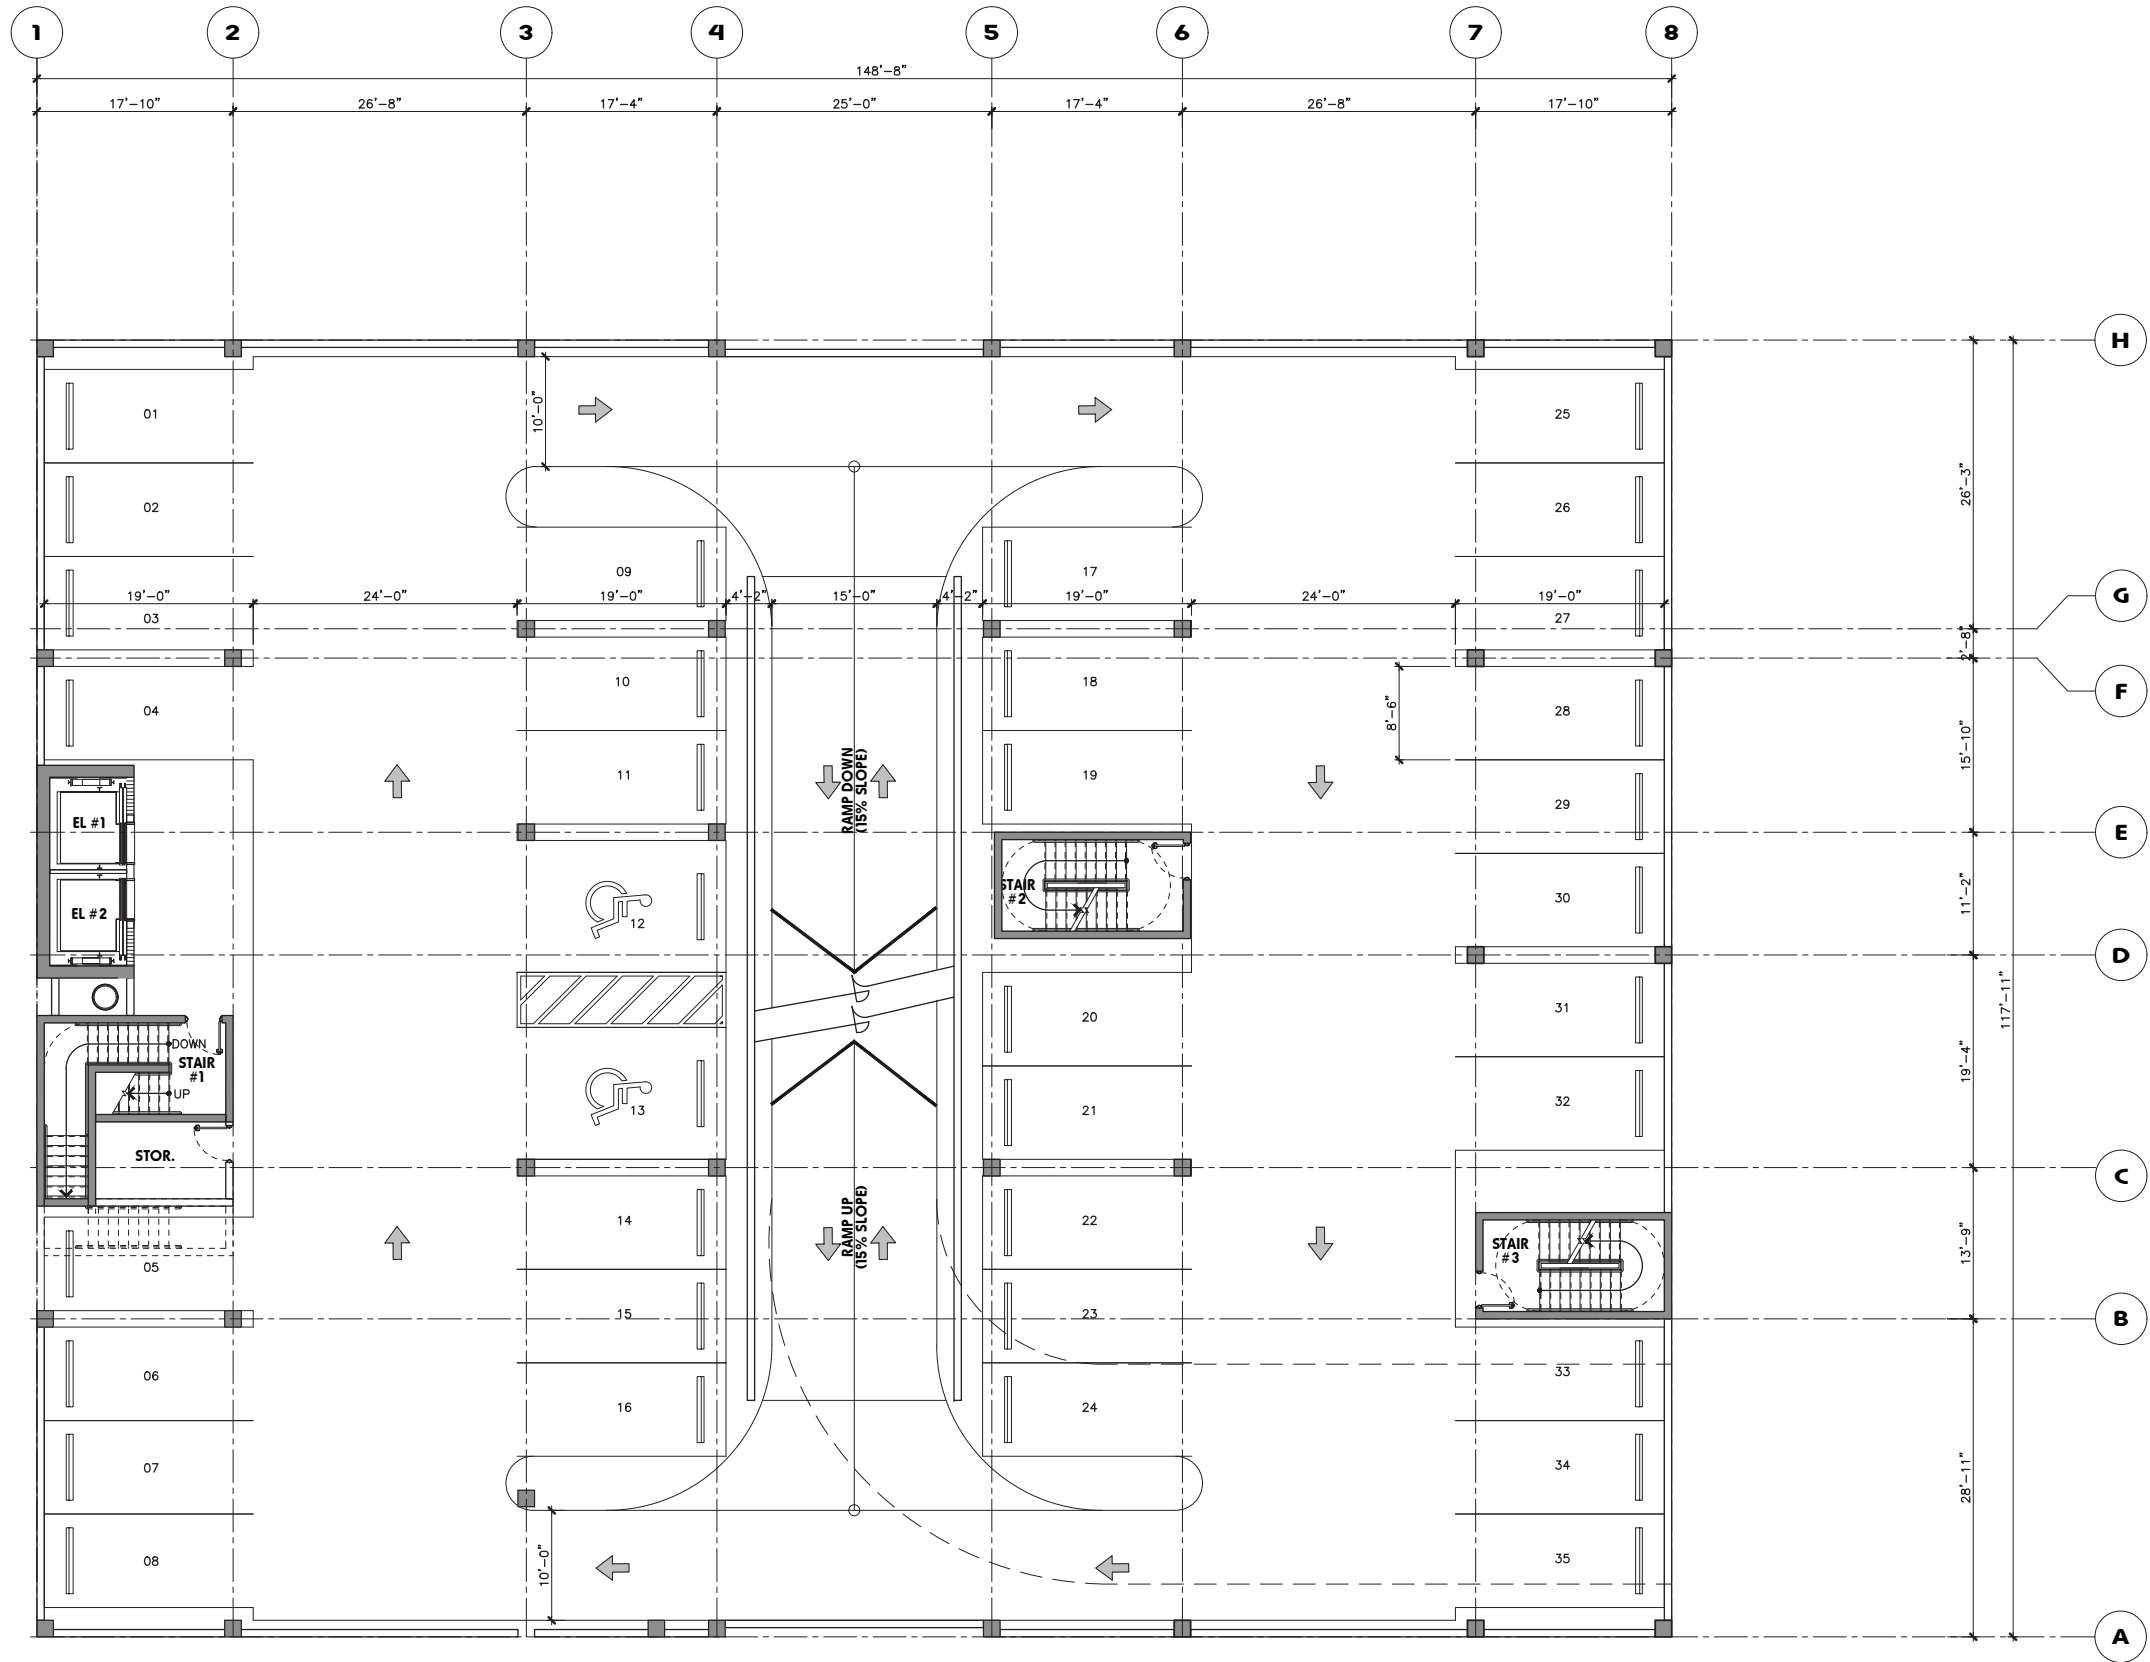 1 2 3 4 5 6 7 8
148'-8"
17'-10" 26'-8" 17'-4" 25'-0" 17'-4" 26'-8" 17'-10"
H
10'-0"
01 25
26'-3"
02 26
09 17
19'-0" 24'-0" 19'-0" 4'-2" 15'-0" 4'-2" 19'-0" 24'-0" 19'-0"
G
03 27
2'-8"
10 18
F
04 8'-6" 28
15'-10"
11 19
RAMP DOWN
(15% SLOPE)
29
EL #1
E
STAIR
#2
11'-2"
30
EL #2
12
D
117'-11"
31
20
DOWN
STAIR
#1
19'-4"
UP
13 21 32
STOR.
C
14 22
RAMP UP
(15% SLOPE)
STAIR
#3
13'-9"
05
15 23
B
06 33
16 24
07 34
28'-11"
08 35
10'-0"
A